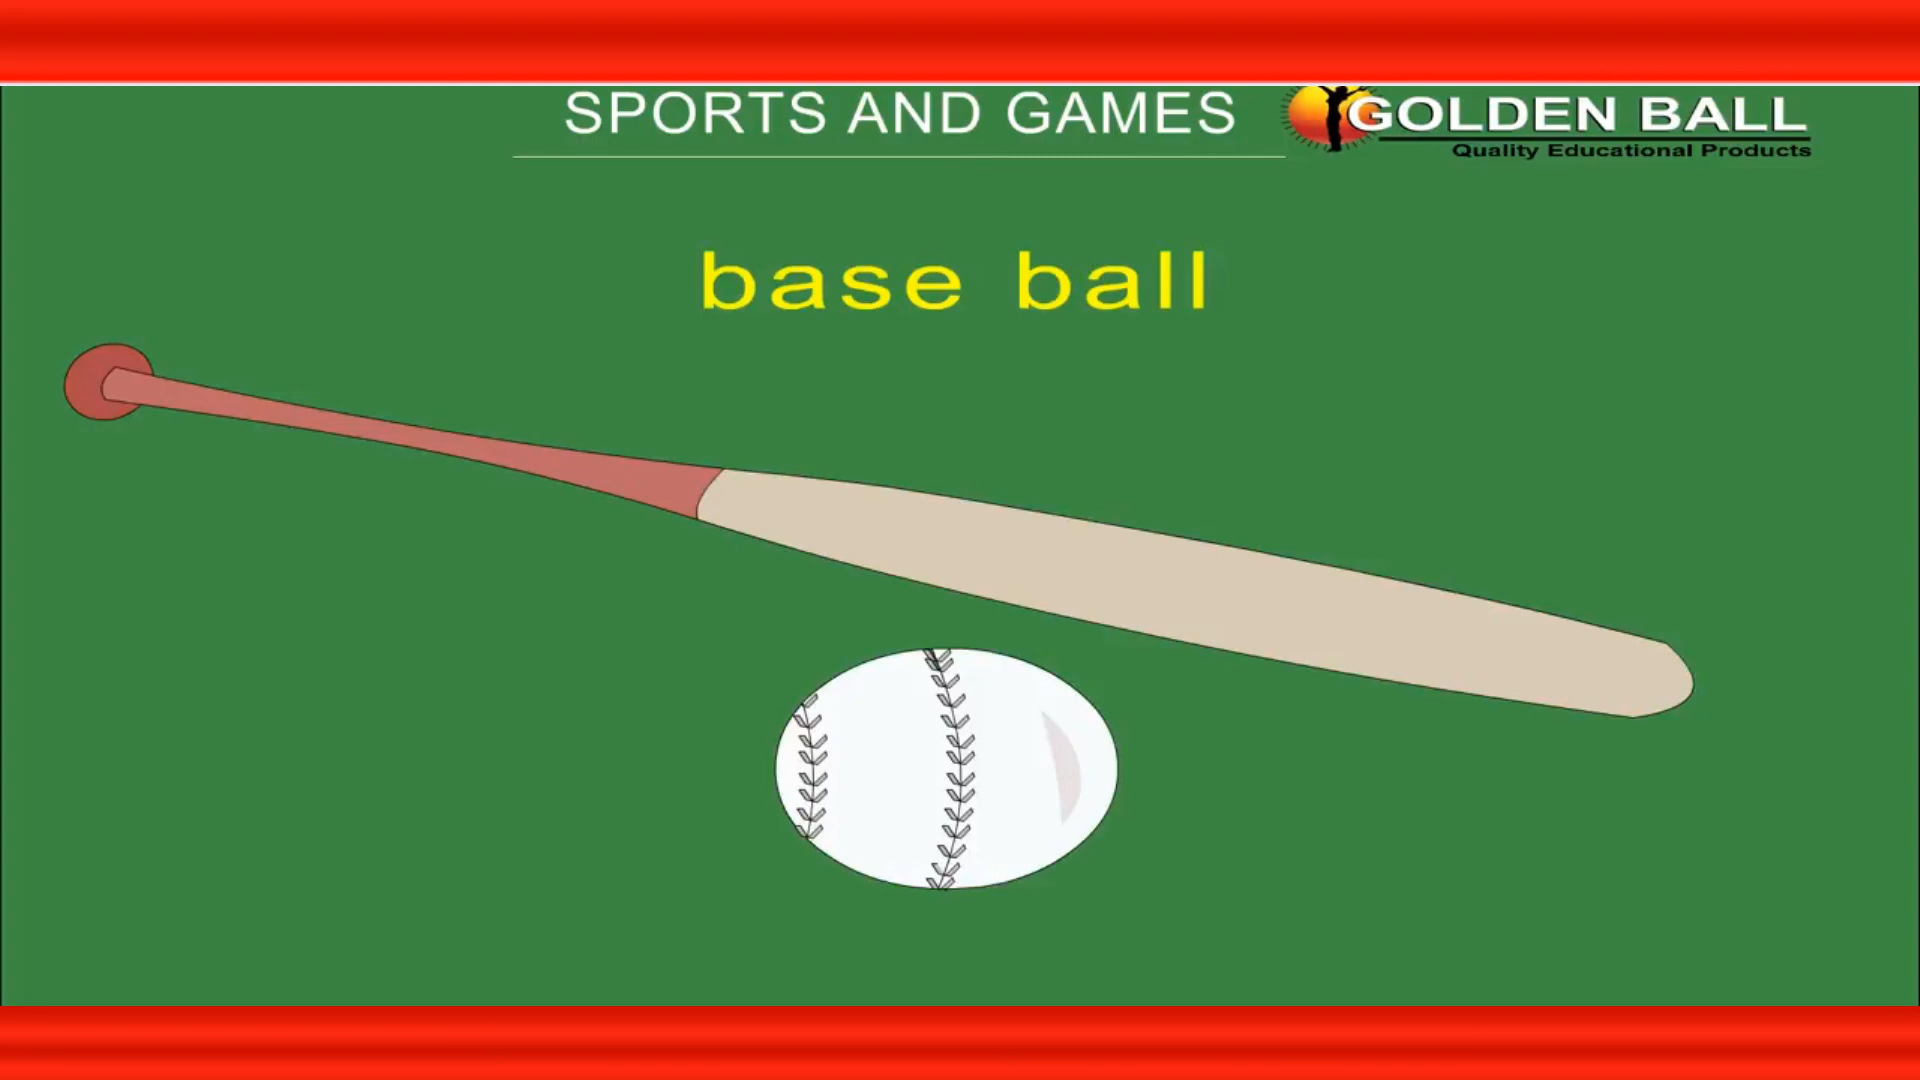 SPORTS AND GAMES
GOLDEN BALL
Quality Educational Products
base ball